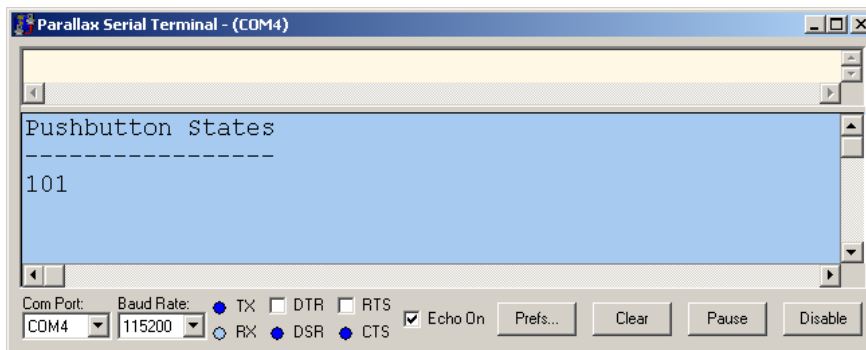 Parallax Serial Terminal - (COM4)
Pushbutton States
-----------------
101
Com Port:
Baud Rate:
TX
DTR
RTS
COM4
115200
RX
DSR
CTS
Echo On
Prefs...
Clear
Pause
Disable